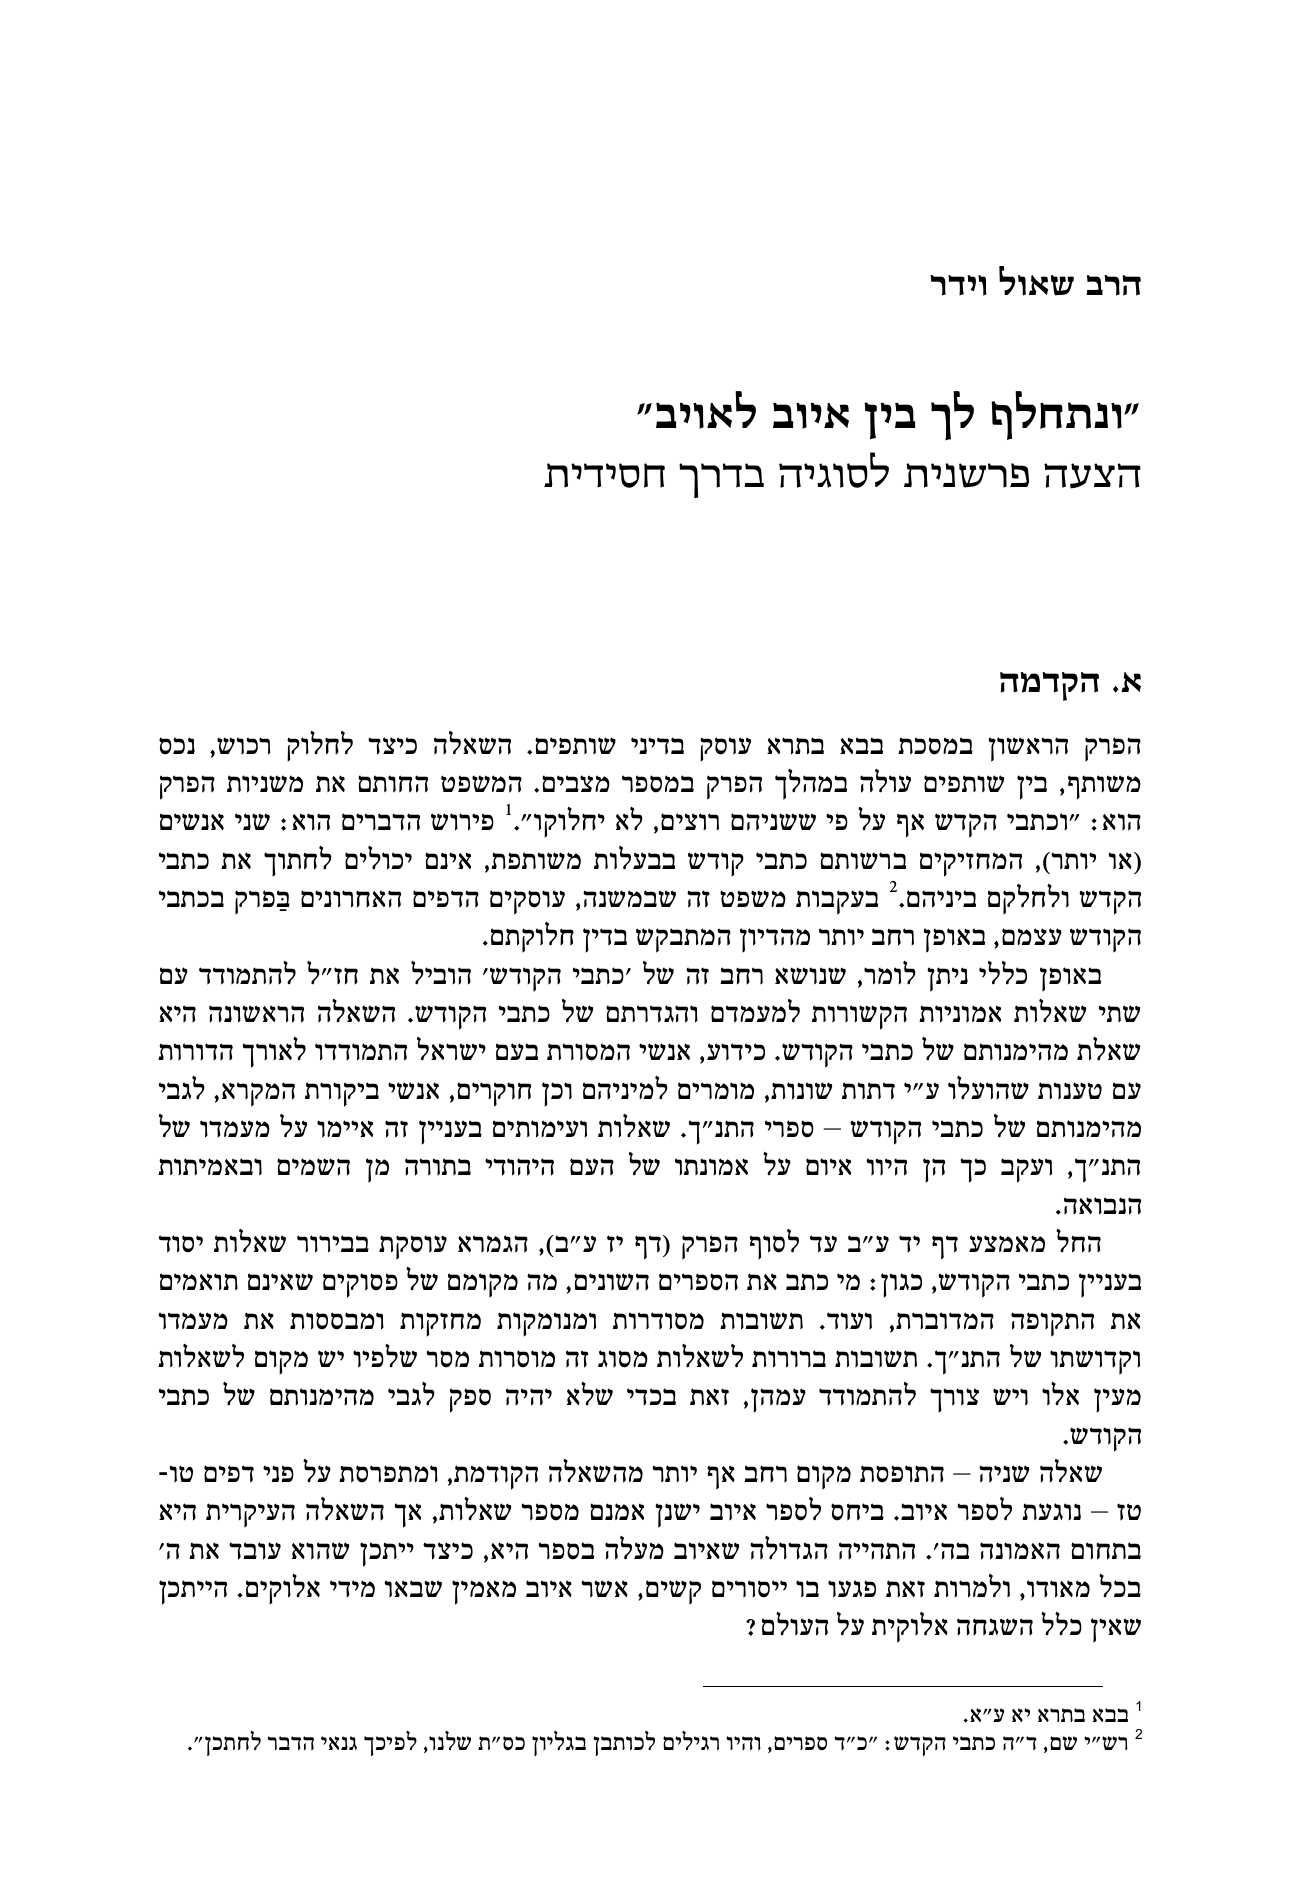 הרב שאול וידר
"ונתחלף לך בין איוב לאויב"
הצעה פרשנית לסוגיה בדרך חסידית
א. הקדמה
הפרק הראשון במסכת בבא בתרא עוסק בדיני שותפים. השאלה כיצד לחלוק רכוש, נכס
משותף, בין שותפים עולה במהלך הפרק במספר מצבים. המשפט החותם את משניות הפרק
הוא: "וכתבי הקדש אף על פי ששניהם רוצים, לא יחלוקו".1 פירוש הדברים הוא: שני אנשים
(או יותר), המחזיקים ברשותם כתבי קודש בבעלות משותפת, אינם יכולים לחתוך את כתבי
הקדש ולחלקם ביניהם.2 בעקבות משפט זה שבמשנה, עוסקים הדפים האחרונים בַּפרק בכתבי
הקודש עצמם, באופן רחב יותר מהדיון המתבקש בדין חלוקתם.
באופן כללי ניתן לומר, שנושא רחב זה של 'כתבי הקודש' הוביל את חז"ל להתמודד עם
שתי שאלות אמוניות הקשורות למעמדם והגדרתם של כתבי הקודש. השאלה הראשונה היא
שאלת מהימנותם של כתבי הקודש. כידוע, אנשי המסורת בעם ישראל התמודדו לאורך הדורות
עם טענות שהועלו ע"י דתות שונות, מומרים למיניהם וכן חוקרים, אנשי ביקורת המקרא, לגבי
מהימנותם של כתבי הקודש – ספרי התנ"ך. שאלות ועימותים בעניין זה איימו על מעמדו של
התנ"ך, ועקב כך הן היוו איום על אמונתו של העם היהודי בתורה מן השמים ובאמיתות
הנבואה.
החל מאמצע דף יד ע"ב עד לסוף הפרק (דף יז ע"ב), הגמרא עוסקת בבירור שאלות יסוד
בעניין כתבי הקודש, כגון: מי כתב את הספרים השונים, מה מקומם של פסוקים שאינם תואמים
את התקופה המדוברת, ועוד. תשובות מסודרות ומנומקות מחזקות ומבססות את מעמדו
וקדושתו של התנ"ך. תשובות ברורות לשאלות מסוג זה מוסרות מסר שלפיו יש מקום לשאלות
מעין אלו ויש צורך להתמודד עמהן, זאת בכדי שלא יהיה ספק לגבי מהימנותם של כתבי
הקודש.
שאלה שניה – התופסת מקום רחב אף יותר מהשאלה הקודמת, ומתפרסת על פני דפים טו-
טז – נוגעת לספר איוב. ביחס לספר איוב ישנן אמנם מספר שאלות, אך השאלה העיקרית היא
בתחום האמונה בה'. התהייה הגדולה שאיוב מעלה בספר היא, כיצד ייתכן שהוא עובד את ה'
בכל מאודו, ולמרות זאת פגעו בו ייסורים קשים, אשר איוב מאמין שבאו מידי אלוקים. הייתכן
שאין כלל השגחה אלוקית על העולם?
1 בבא בתרא יא ע"א.
2 רש"י שם, ד"ה כתבי הקדש: "כ"ד ספרים, והיו רגילים לכותבן בגליון כס"ת שלנו, לפיכך גנאי הדבר לחתכן".